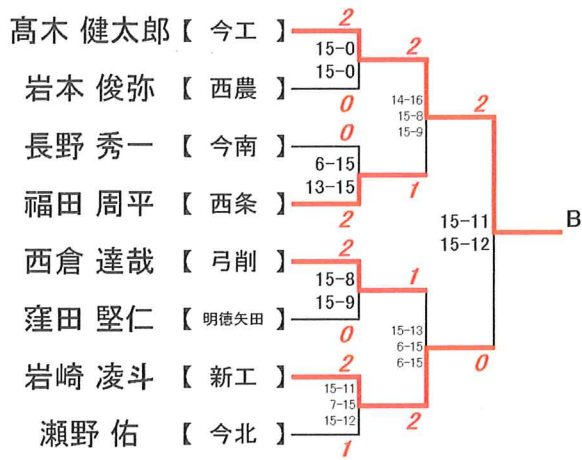 髙木 健太郎【 今工 】 2
15-0
15-0
2
岩本 俊弥 【 西農 】 0
14-16
15-8
15-9
2
長野 秀一 【 今南 】 0
6-15
13-15
1
福田 周平 【 西条 】 2
15-11
15-12
B
西倉 達哉 【 弓削 】 2
15-8
15-9
1
窪田 堅仁 【 明徳矢田 】 0
15-13
6-15
6-15
0
岩崎 凌斗 【 新工 】 2
15-11
7-15
15-12
2
瀬野 佑 【 今北 】 1